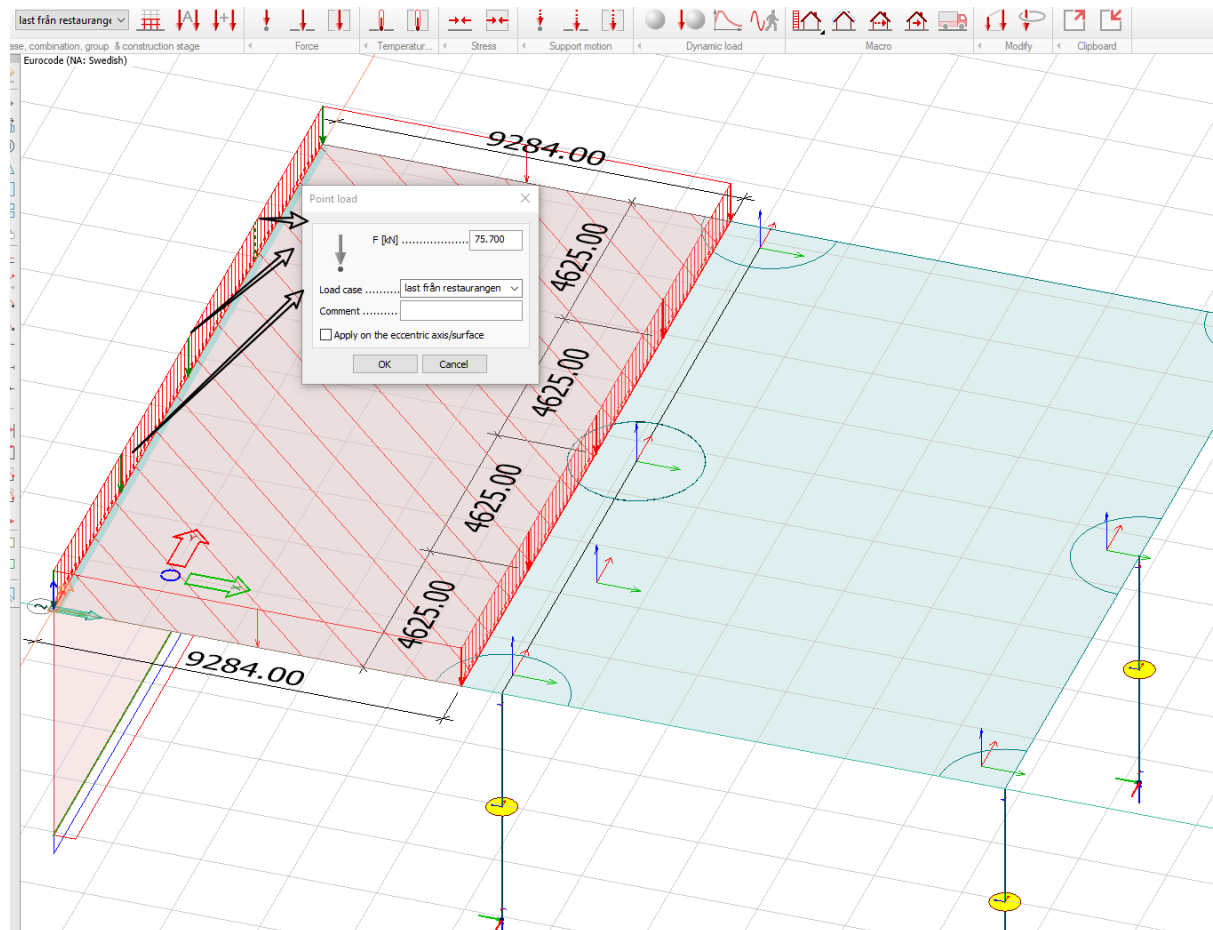 last från restaurange
ase, combination, group & construction stage
Force
Temperatur...
Stress
Support motion
Dynamic load
Macro
Modify
Clipboard
Eurocode (NA: Swedish)
9284.00
Point load
F [kN] ................... 75.700
Load case .......... last från restaurangen
Comment ..........
Apply on the eccentric axis/surface
OK Cancel
4625.00
4625.00
4625.00
4625.00
9284.00
2